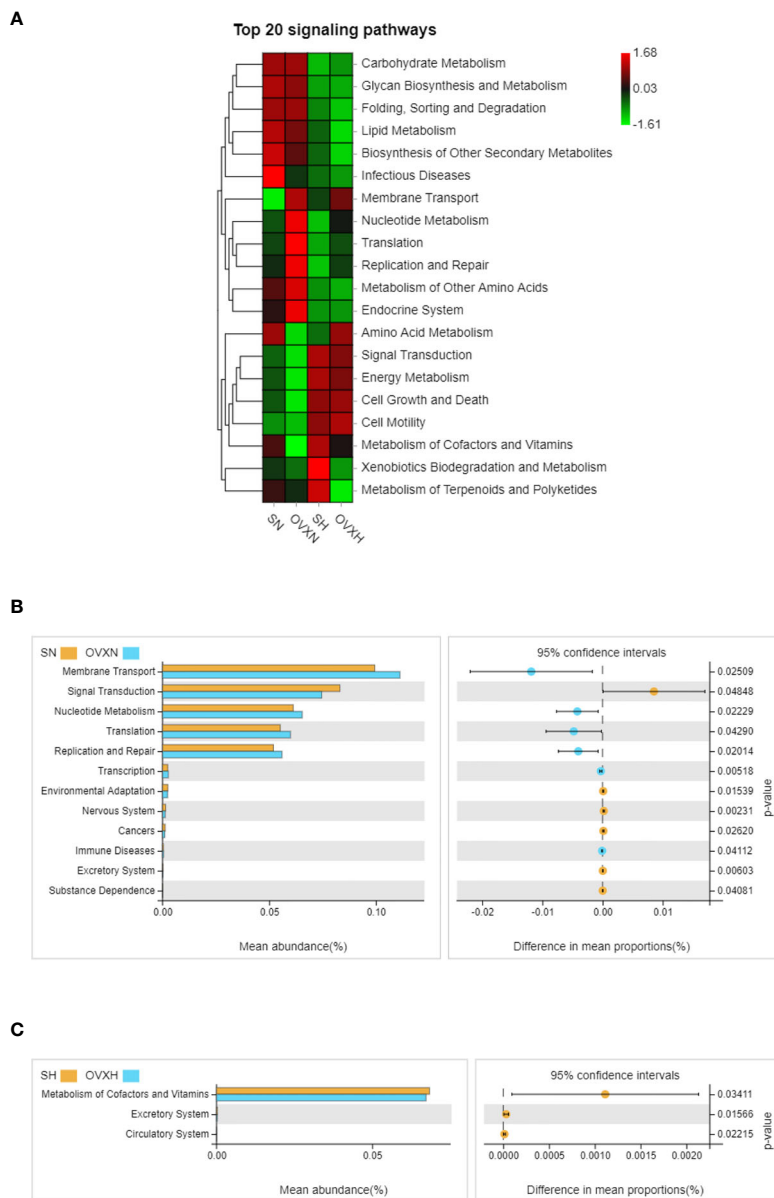 A
Top 20 signaling pathways
Carbohydrate Metabolism
Glycan Biosynthesis and Metabolism
Folding, Sorting and Degradation
Lipid Metabolism
Biosynthesis of Other Secondary Metabolites
Infectious Diseases
Membrane Transport
Nucleotide Metabolism
Translation
Replication and Repair
Metabolism of Other Amino Acids
Endocrine System
Amino Acid Metabolism
Signal Transduction
Energy Metabolism
Cell Growth and Death
Cell Motility
Metabolism of Cofactors and Vitamins
Xenobiotics Biodegradation and Metabolism
Metabolism of Terpenoids and Polyketides
1.68
0.03
-1.61
SN OVXN SH OVXH
B
SN OVXN
Membrane Transport
Signal Transduction
Nucleotide Metabolism
Translation
Replication and Repair
Transcription
Environmental Adaptation
Nervous System
Cancers
Immune Diseases
Excretory System
Substance Dependence
0.00 0.05 0.10
Mean abundance(%)
95% confidence intervals
0.02509
0.04848
0.02229
0.04290
0.02014
0.00518
0.01539
0.00231
0.02620
0.04112
0.00603
0.04081
p-value
-0.02 -0.01 0.00 0.01
Difference in mean proportions(%)
C
SH OVXH
Metabolism of Cofactors and Vitamins
Excretory System
Circulatory System
0.00 0.05
Mean abundance(%)
95% confidence intervals
0.03411
0.01566
0.02215
p-value
0.0000 0.0005 0.0010 0.0015 0.0020
Difference in mean proportions(%)